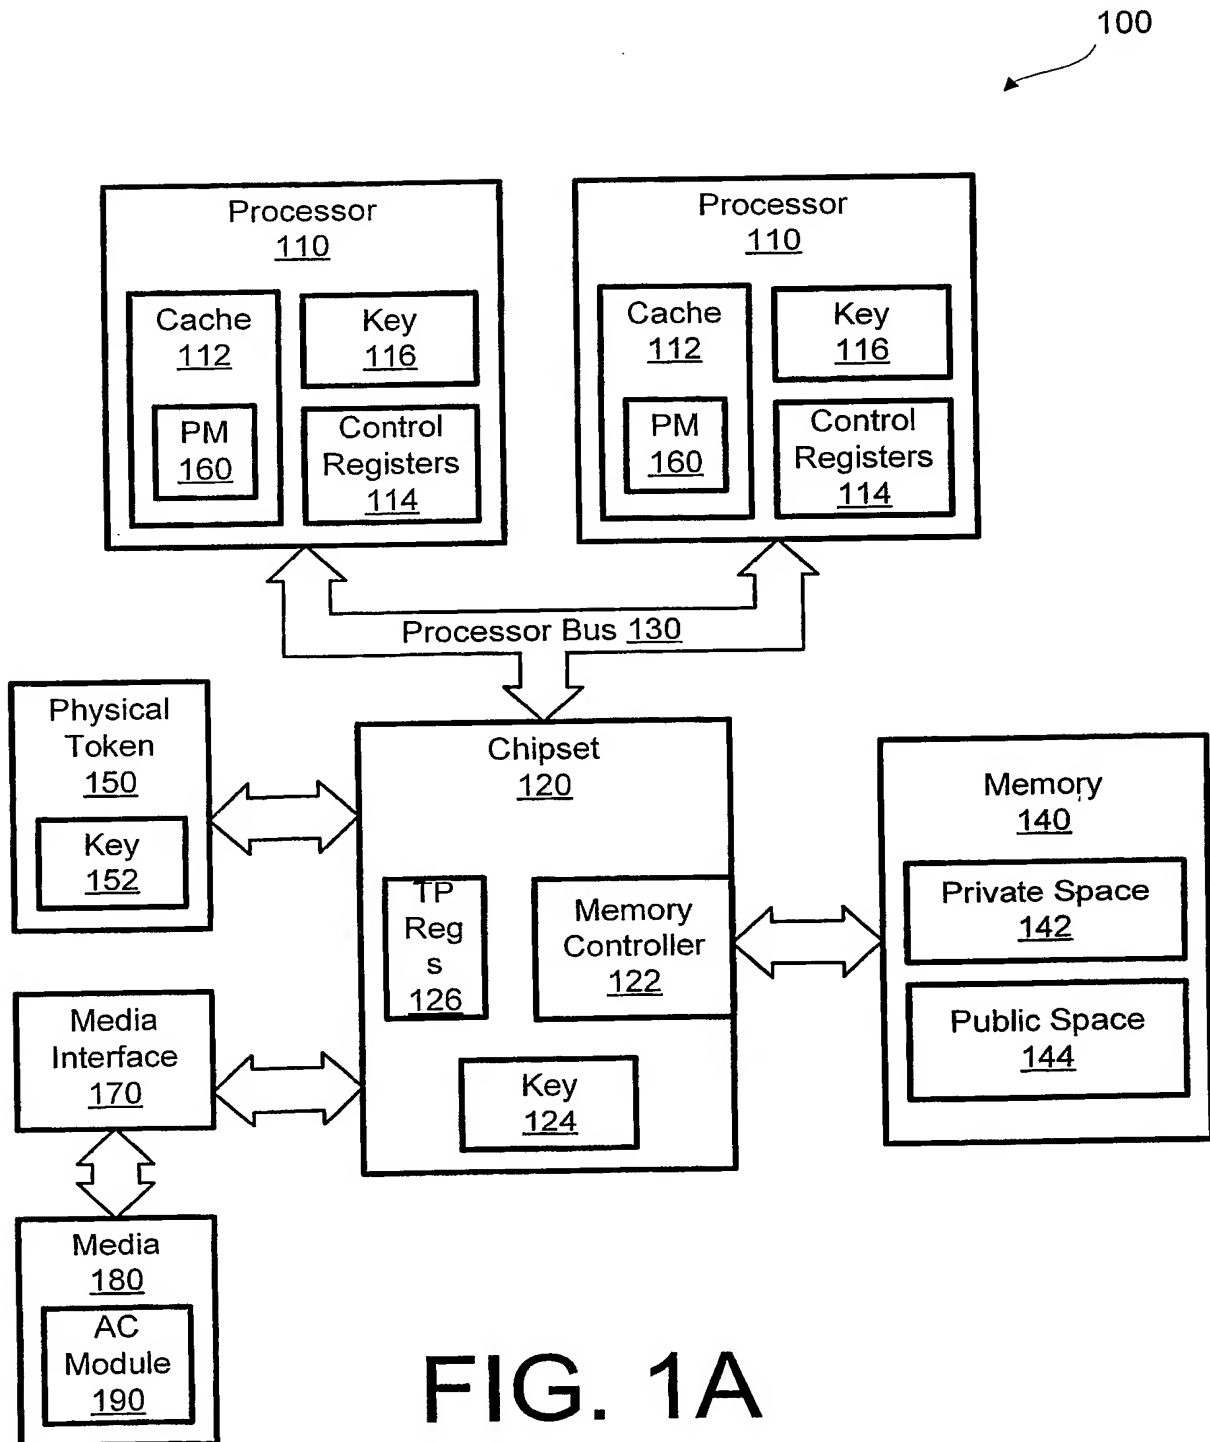 100
Processor
110
Cache
112
PM
160
Key
116
Control
Registers
114
Processor
110
Cache
112
PM
160
Key
116
Control
Registers
114
Processor Bus 130
Physical
Token
150
Key
152
Chipset
120
TP
Reg
s
126
Memory
Controller
122
Key
124
Memory
140
Private Space
142
Public Space
144
Media
Interface
170
Media
180
AC
Module
190
FIG. 1A